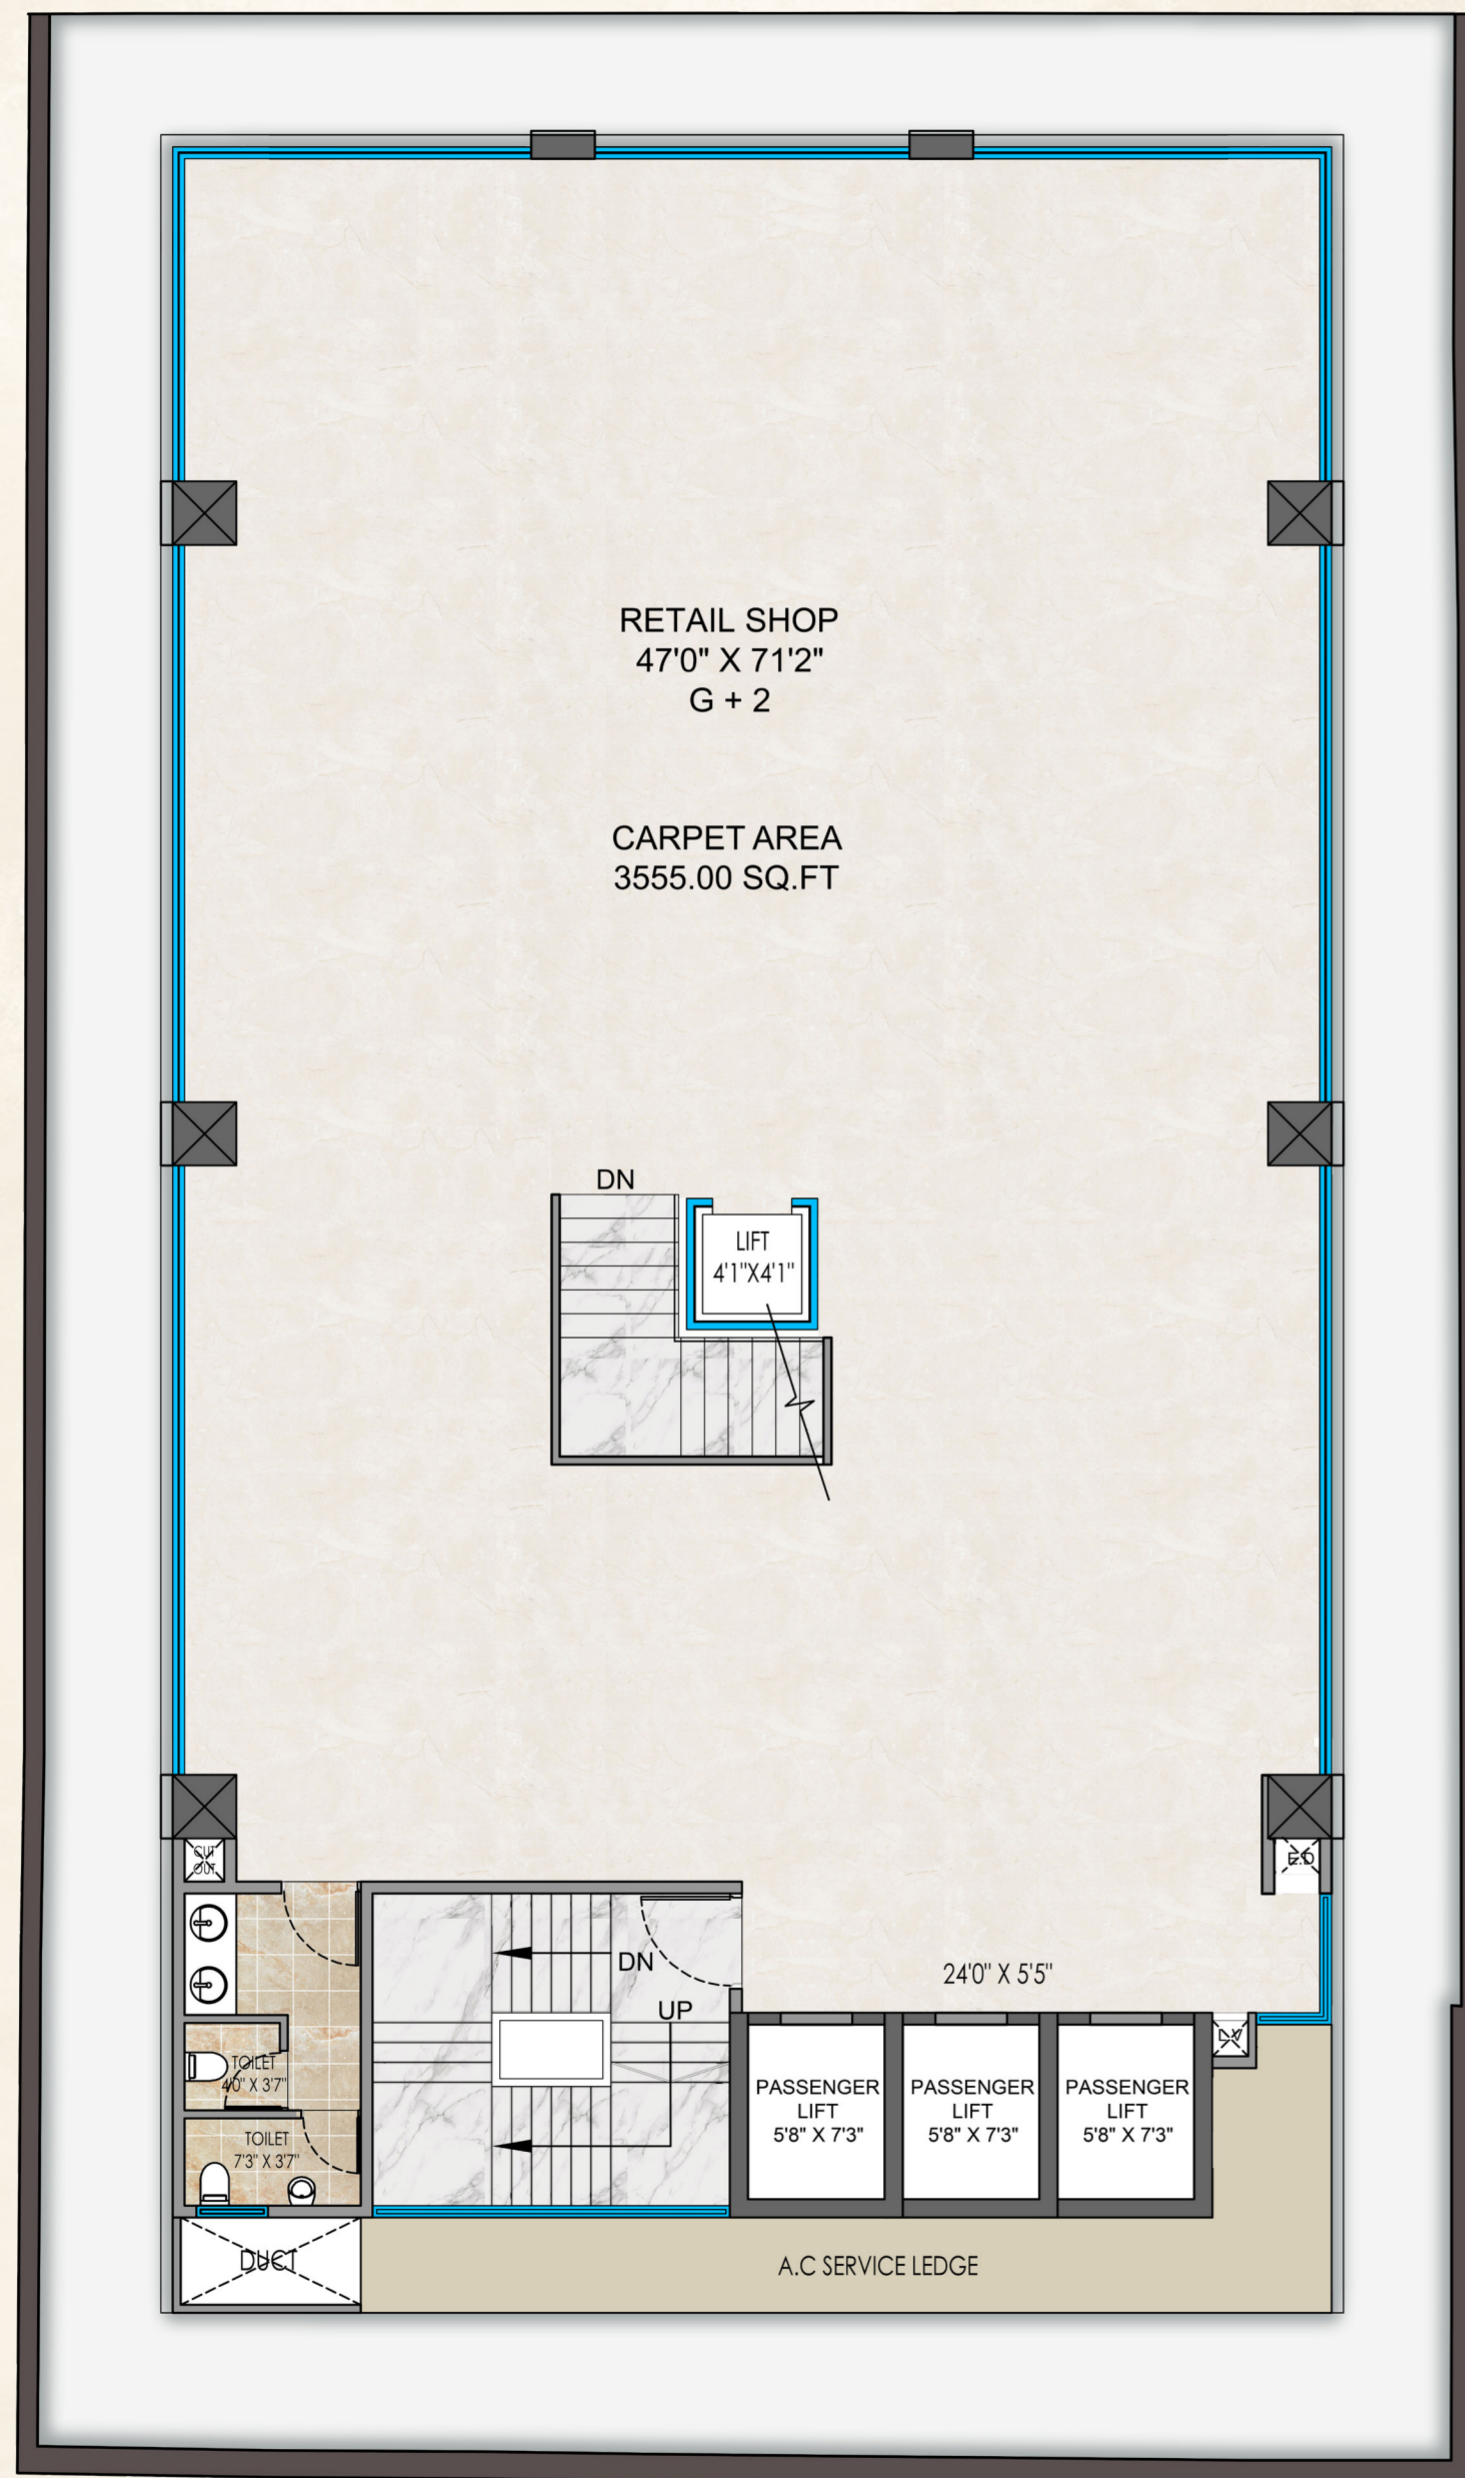 RETAIL SHOP
47'0" X 71'2"
G + 2
CARPET AREA
3555.00 SQ.FT
DN
LIFT
4'1"X4'1"
CUT
OUT
E.D
DN
UP
24'0" X 5'5"
L.V
TOILET
4'0" X 3'7"
TOILET
7'3" X 3'7"
PASSENGER
LIFT
5'8" X 7'3"
PASSENGER
LIFT
5'8" X 7'3"
PASSENGER
LIFT
5'8" X 7'3"
DUCT
A.C SERVICE LEDGE